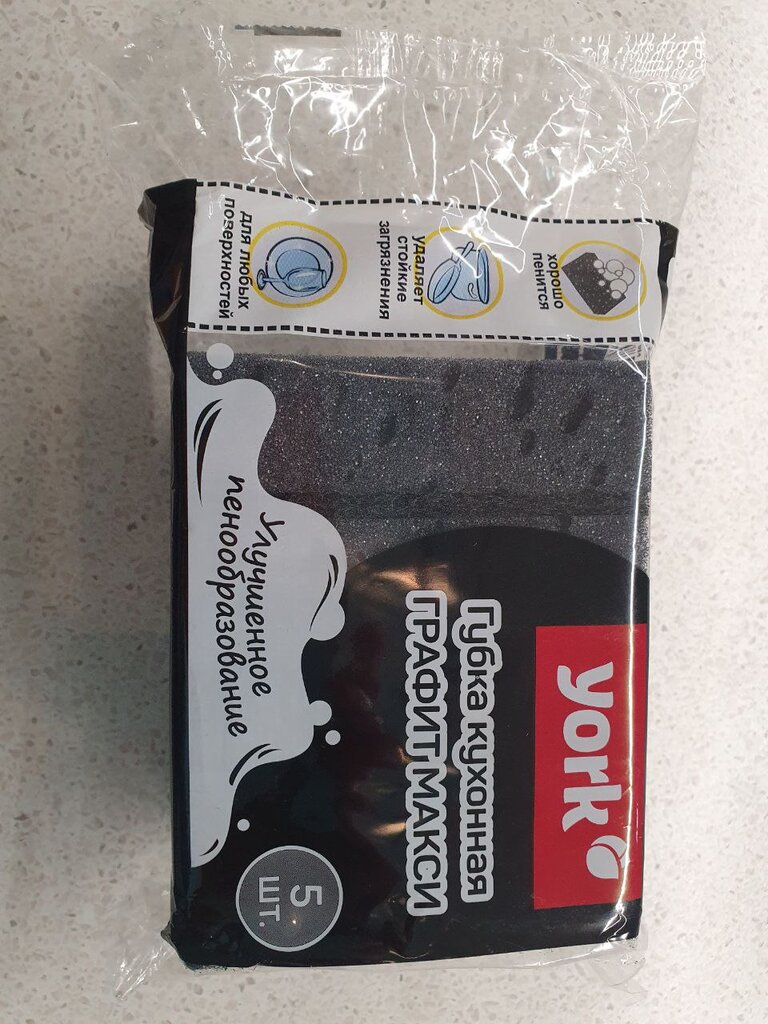 york
Губка кухонная
ГРАФИТ МАКСИ
Улучшенное
пенообразование
5
шт.
хорошо
пенится
удаляет
стойкие
загрязнения
для любых
поверхностей